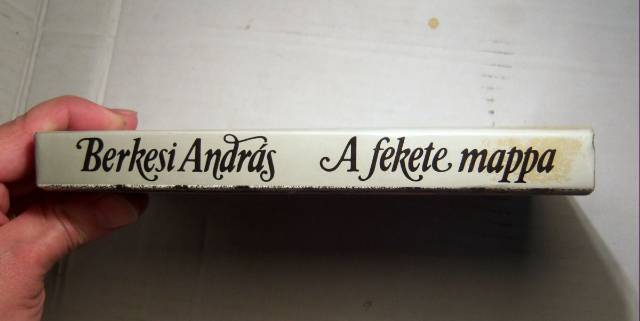 Berkesi András A fekete mappa